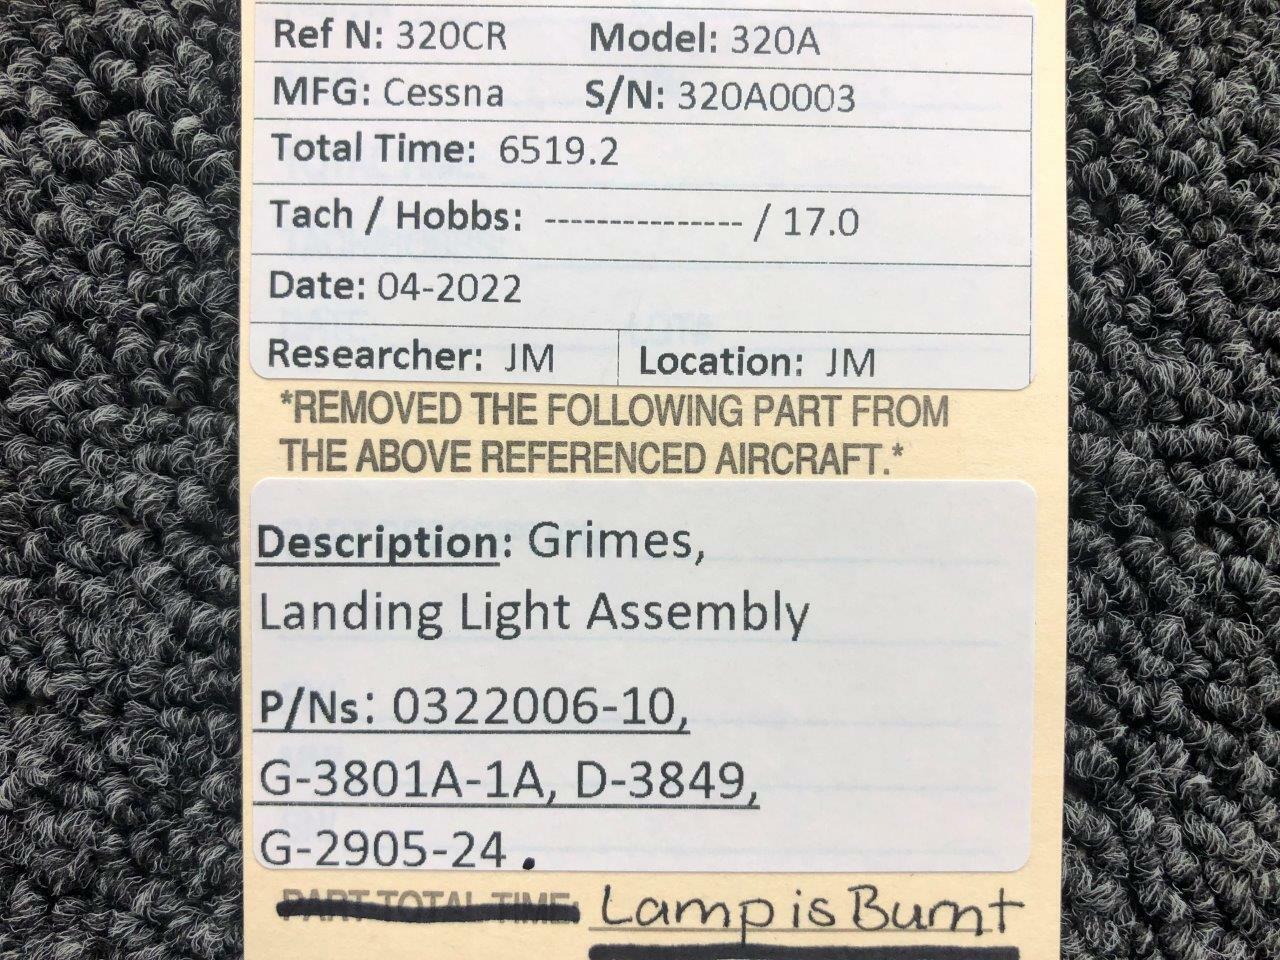 Ref N: 320CR Model: 320A
MFG: Cessna S/N: 320A0003
Total Time: 6519.2
Tach / Hobbs: --------------- / 17.0
Date: 04-2022
Researcher: JM Location: JM
*REMOVED THE FOLLOWING PART FROM
THE ABOVE REFERENCED AIRCRAFT.*
Description: Grimes,
Landing Light Assembly
P/Ns: 0322006-10,
G-3801A-1A, D-3849,
G-2905-24.
PART TOTAL TIME: Lamp is Burnt